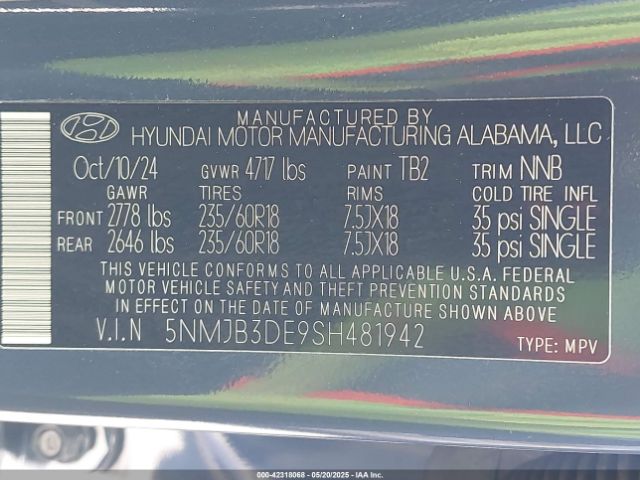 MANUFACTURED BY
HYUNDAI MOTOR MANUFACTURING ALABAMA, LLC
Oct/10/24 GVWR 4717 lbs PAINT TB2 TRIM NNB
GAWR TIRES RIMS COLD TIRE INFL
FRONT 2778 lbs 235/60R18 7.5JX18 35 psi SINGLE
REAR 2646 lbs 235/60R18 7.5JX18 35 psi SINGLE
THIS VEHICLE CONFORMS TO ALL APPLICABLE U.S.A. FEDERAL
MOTOR VEHICLE SAFETY AND THEFT PREVENTION STANDARDS
IN EFFECT ON THE DATE OF MANUFACTURE SHOWN ABOVE.
V.I.N 5NMJB3DE9SH481942 TYPE: MPV
000-42318068 - 05/20/2025 - IAAI.COM